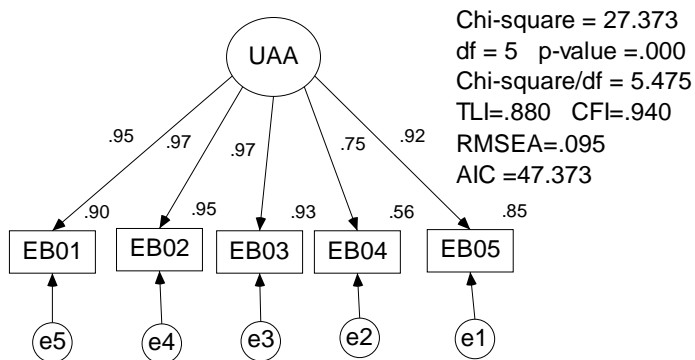 Chi-square = 27.373
df = 5 p-value =.000
Chi-square/df = 5.475
TLI=.880 CFI=.940
RMSEA=.095
AIC =47.373
UAA
.95 .97 .97 .75 .92
.90 .95 .93 .56 .85
EB01 EB02 EB03 EB04 EB05
e5 e4 e3 e2 e1